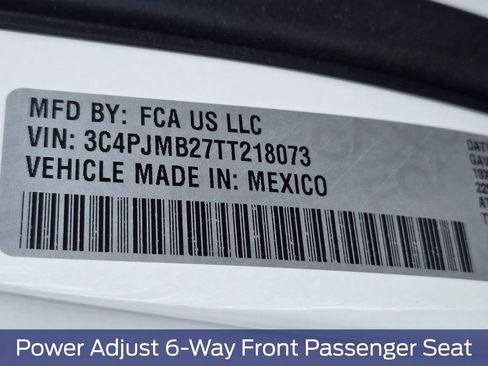 MFD BY: FCA US LLC
VIN: 3C4PJMB27TT218073
VEHICLE MADE IN: MEXICO
Power Adjust 6-Way Front Passenger Seat